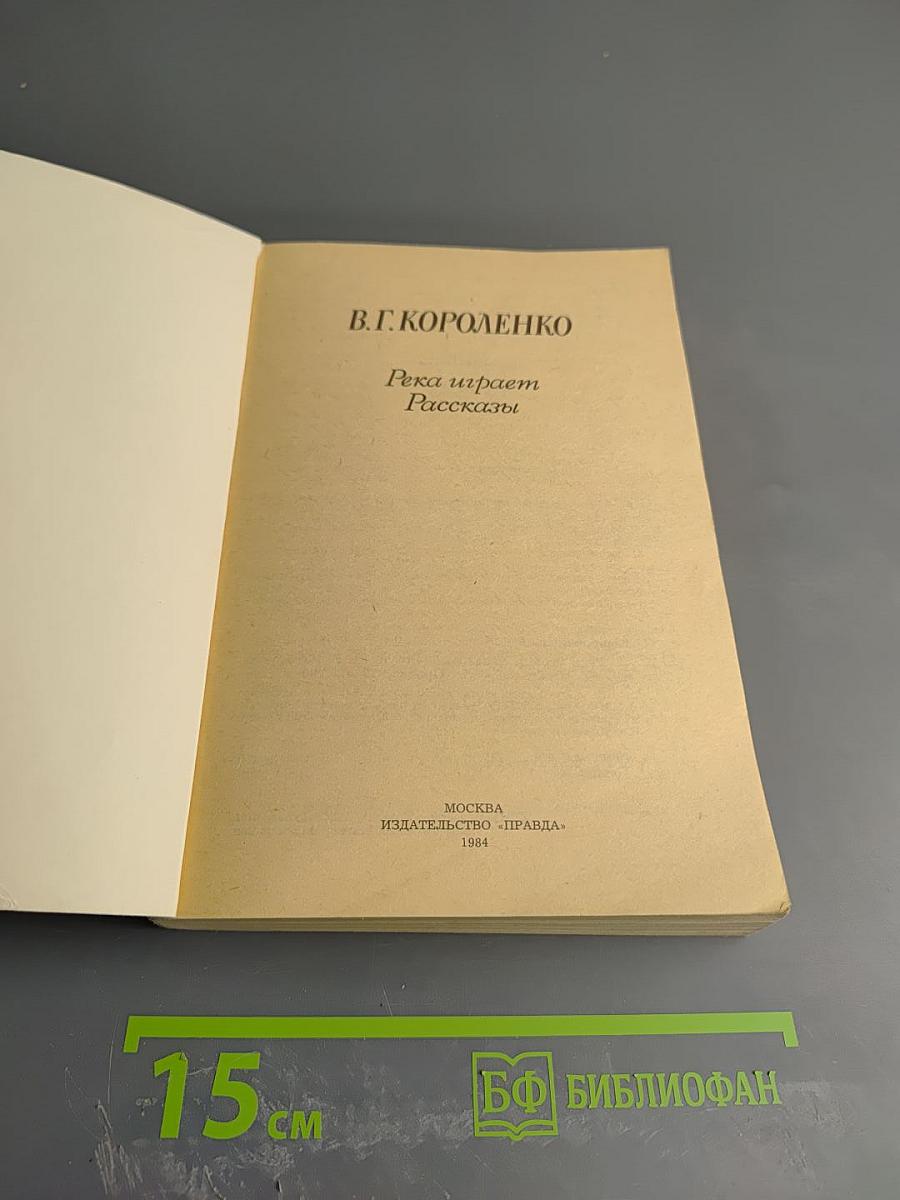 В. Г. КОРОЛЕНКО
Река играет
Рассказы
МОСКВА
ИЗДАТЕЛЬСТВО «ПРАВДА»
1984
15 см
БФ БИБЛИОФАН